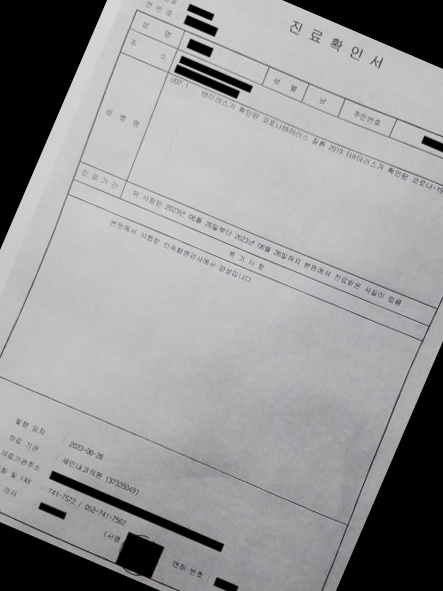 진료확인서
연 번 호 :
성 명
성 별
남
주민번호
주 소
상 병 명
U07.1 바이러스가 확인된 코로나바이러스 질환 2019 [바이러스가 확인된 코로나-19
진료기간
위 사람은 2023년 06월 26일부터 2023년 06월 26일까지 본원에서 진료받은 사실이 있음
특 기 사 항
본원에서 시행한 신속항원검사에서 양성입니다
발행 일자 : 2023-06-26
의료 기관 : 세인내과의원 (37335049)
의료기관주소 :
전화 및 FAX : 741-7572 / 053-741-7562
의사
(서명
면허 번호 :